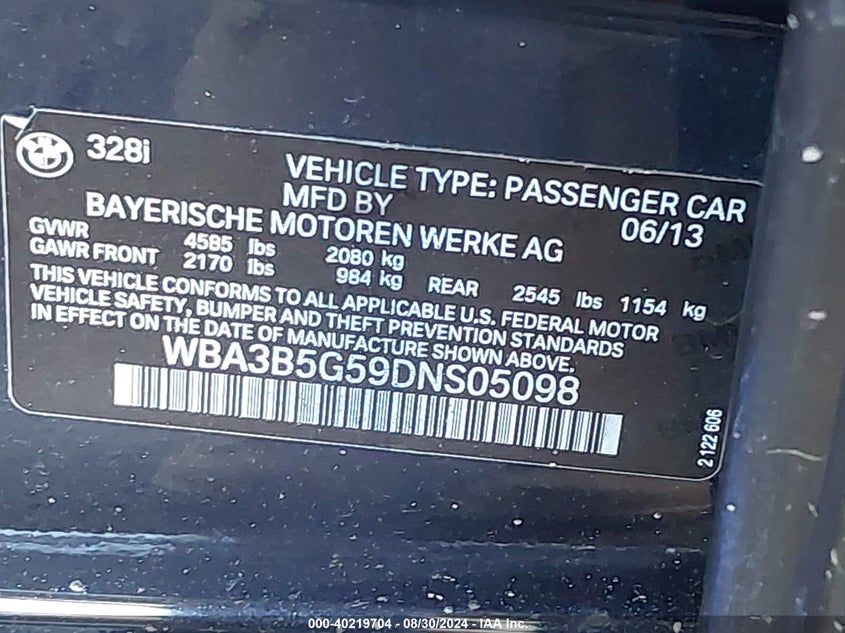 328i
VEHICLE TYPE: PASSENGER CAR
MFD BY 06/13
BAYERISCHE MOTOREN WERKE AG
GVWR 4585 lbs 2080 kg
GAWR FRONT 2170 lbs 984 kg REAR 2545 lbs 1154 kg
THIS VEHICLE CONFORMS TO ALL APPLICABLE U.S. FEDERAL MOTOR
VEHICLE SAFETY, BUMPER AND THEFT PREVENTION STANDARDS
IN EFFECT ON THE DATE OF MANUFACTURE SHOWN ABOVE.
WBA3B5G59DNS05098
2 122 606
000-40219704 - 08/30/2024 - IAA Inc.